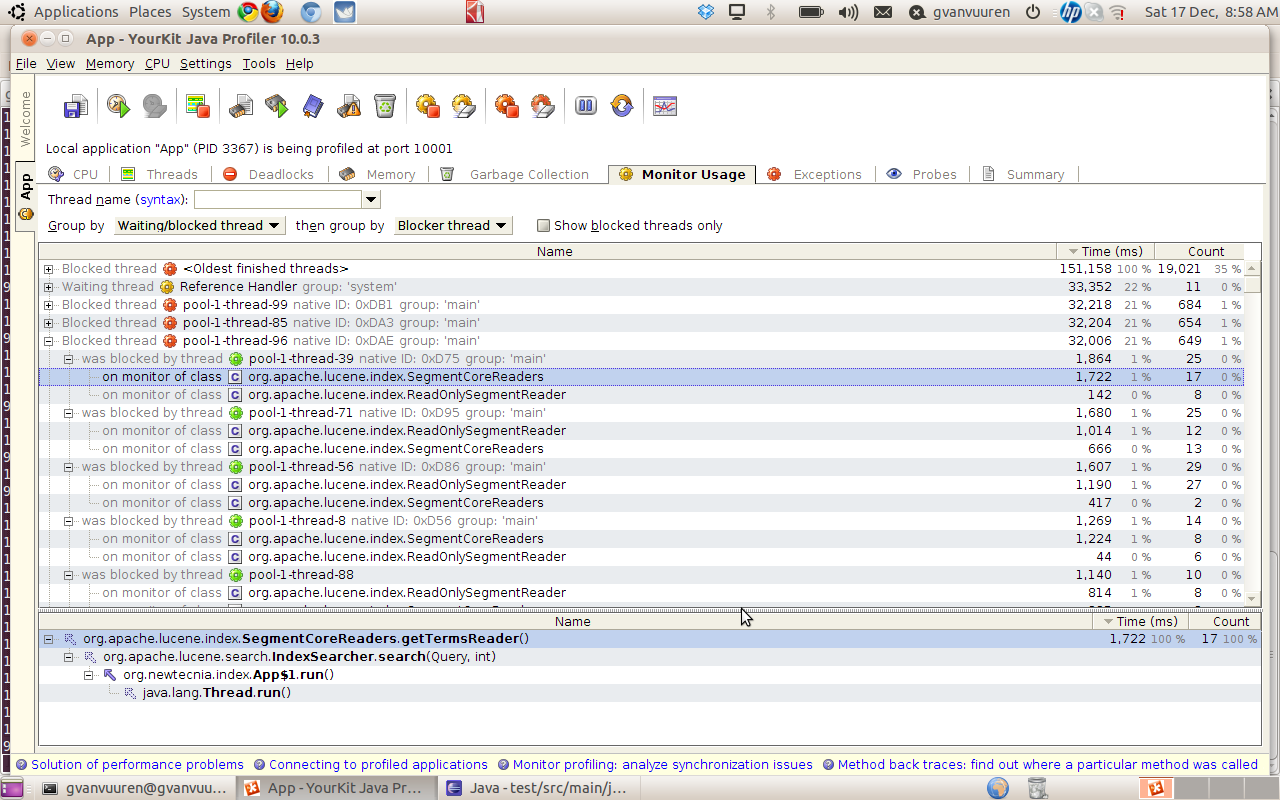 Applications Places System gvanvuuren Sat 17 Dec, 8:58 AM
App - YourKit Java Profiler 10.0.3
File View Memory CPU Settings Tools Help
Welcome
App
Local application "App" (PID 3367) is being profiled at port 10001
CPU Threads Deadlocks Memory Garbage Collection Monitor Usage Exceptions Probes Summary
Thread name (syntax):
Group by Waiting/blocked thread then group by Blocker thread Show blocked threads only
Name Time (ms) Count
Blocked thread <Oldest finished threads> 151,158 100 % 19,021 35 %
Waiting thread Reference Handler group: 'system' 33,352 22 % 11 0 %
Blocked thread pool-1-thread-99 native ID: 0xDB1 group: 'main' 32,218 21 % 684 1 %
Blocked thread pool-1-thread-85 native ID: 0xDA3 group: 'main' 32,204 21 % 654 1 %
Blocked thread pool-1-thread-96 native ID: 0xDAE group: 'main' 32,006 21 % 649 1 %
was blocked by thread pool-1-thread-39 native ID: 0xD75 group: 'main' 1,864 1 % 25 0 %
on monitor of class C org.apache.lucene.index.SegmentCoreReaders 1,722 1 % 17 0 %
on monitor of class C org.apache.lucene.index.ReadOnlySegmentReader 142 0 % 8 0 %
was blocked by thread pool-1-thread-71 native ID: 0xD95 group: 'main' 1,680 1 % 25 0 %
on monitor of class C org.apache.lucene.index.ReadOnlySegmentReader 1,014 1 % 12 0 %
on monitor of class C org.apache.lucene.index.SegmentCoreReaders 666 0 % 13 0 %
was blocked by thread pool-1-thread-56 native ID: 0xD86 group: 'main' 1,607 1 % 29 0 %
on monitor of class C org.apache.lucene.index.ReadOnlySegmentReader 1,190 1 % 27 0 %
on monitor of class C org.apache.lucene.index.SegmentCoreReaders 417 0 % 2 0 %
was blocked by thread pool-1-thread-8 native ID: 0xD56 group: 'main' 1,269 1 % 14 0 %
on monitor of class C org.apache.lucene.index.SegmentCoreReaders 1,224 1 % 8 0 %
on monitor of class C org.apache.lucene.index.ReadOnlySegmentReader 44 0 % 6 0 %
was blocked by thread pool-1-thread-88 1,140 1 % 10 0 %
on monitor of class C org.apache.lucene.index.ReadOnlySegmentReader 814 1 % 8 0 %
Name Time (ms) Count
org.apache.lucene.index.SegmentCoreReaders.getTermsReader() 1,722 100 % 17 100 %
org.apache.lucene.search.IndexSearcher.search(Query, int)
org.newtecnia.index.App$1.run()
java.lang.Thread.run()
Solution of performance problems Connecting to profiled applications Monitor profiling: analyze synchronization issues Method back traces: find out where a particular method was called
gvanvuuren@gvanvuu... App - YourKit Java Pr... Java - test/src/main/j...